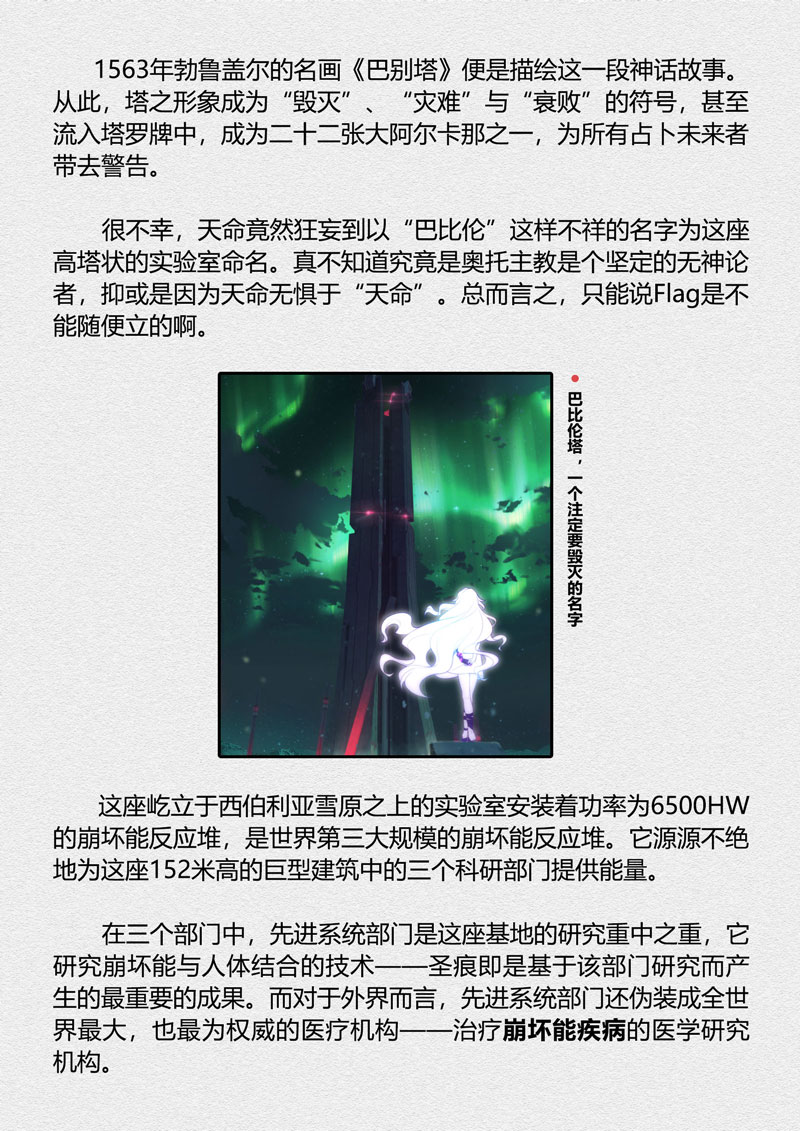 1563年勃鲁盖尔的名画《巴别塔》便是描绘这一段神话故事。
从此，塔之形象成为“毁灭”、“灾难”与“衰败”的符号，甚至
流入塔罗牌中，成为二十二张大阿尔卡那之一，为所有占卜未来者
带去警告。
很不幸，天命竟然狂妄到以“巴比伦”这样不祥的名字为这座
高塔状的实验室命名。真不知道究竟是奥托主教是个坚定的无神论
者，抑或是因为天命无惧于“天命”。总而言之，只能说Flag是不
能随便立的啊。
巴比伦塔，一个注定要毁灭的名字
这座屹立于西伯利亚雪原之上的实验室安装着功率为6500HW
的崩坏能反应堆，是世界第三大规模的崩坏能反应堆。它源源不绝
地为这座152米高的巨型建筑中的三个科研部门提供能量。
在三个部门中，先进系统部门是这座基地的研究重中之重，它
研究崩坏能与人体结合的技术——圣痕即是基于该部门研究而产
生的最重要的成果。而对于外界而言，先进系统部门还伪装成全世
界最大，也最为权威的医疗机构——治疗崩坏能疾病的医学研究
机构。